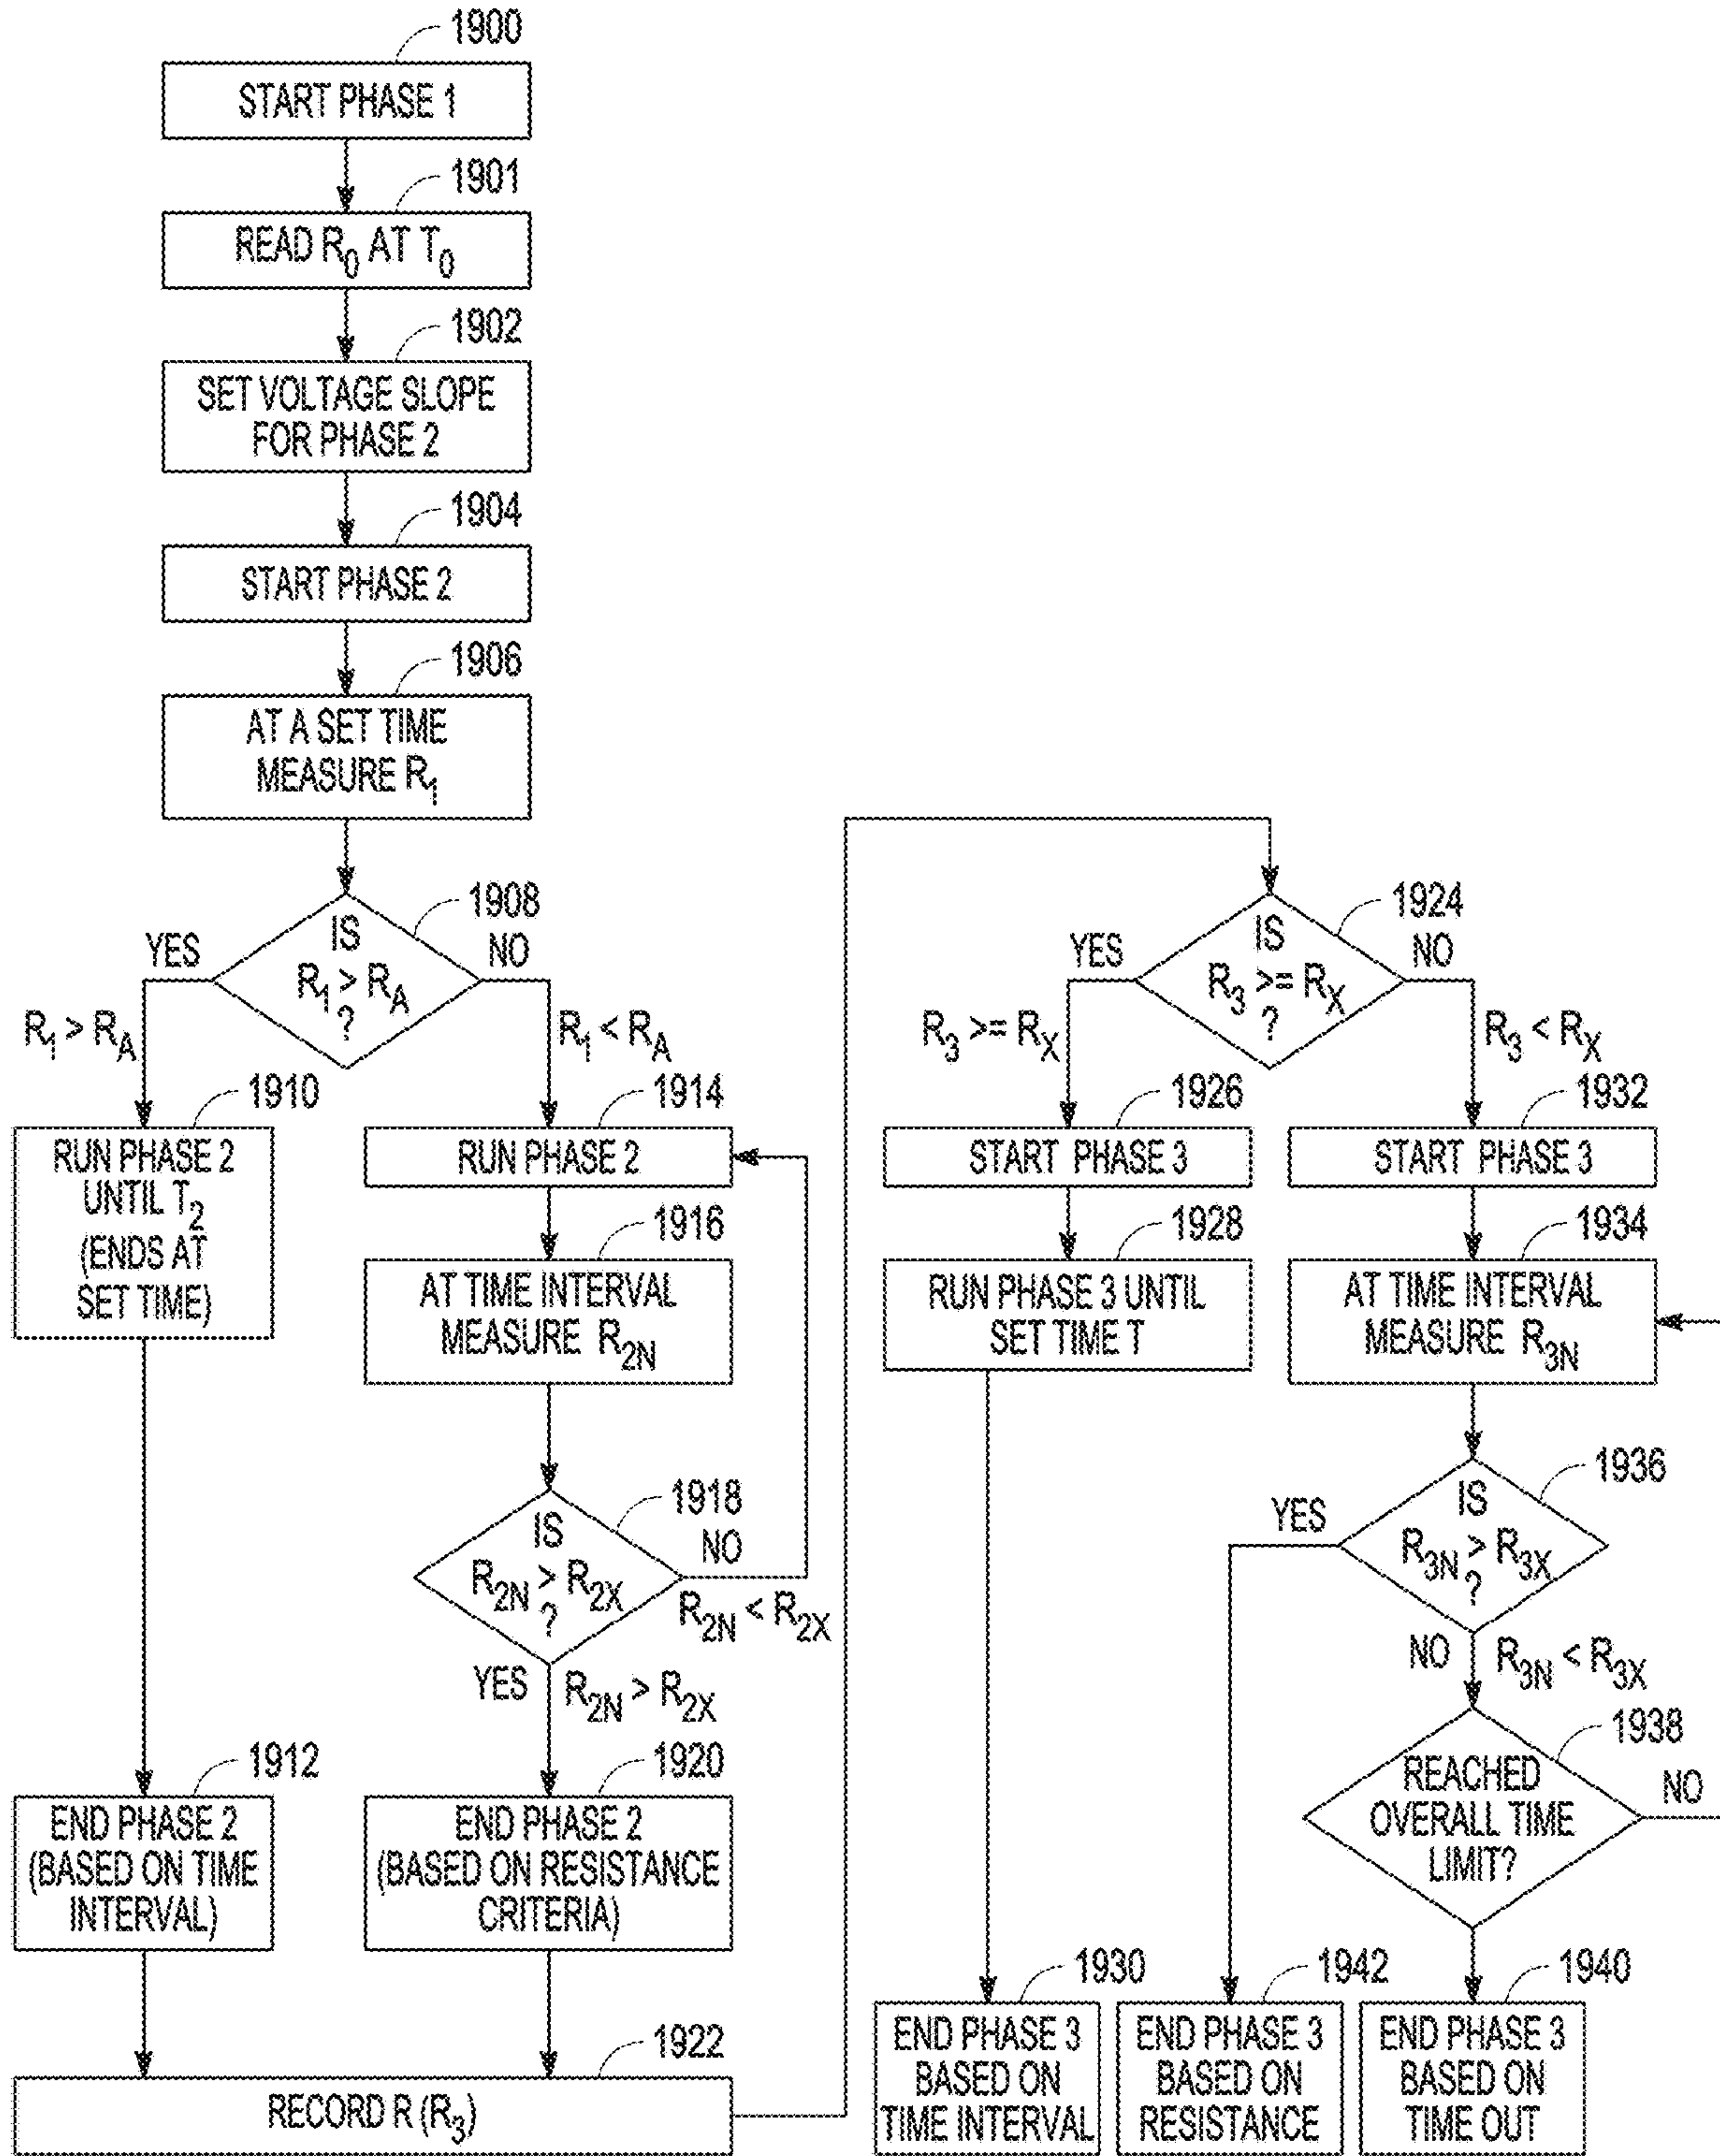 1900
START PHASE 1
1901
READ R0 AT T0
1902
SET VOLTAGE SLOPE
FOR PHASE 2
1904
START PHASE 2
1906
AT A SET TIME
MEASURE R1
1908
YES
IS
R1 > RA
?
NO
R1 > RA
R1 < RA
1910
RUN PHASE 2
UNTIL T2
(ENDS AT
SET TIME)
1914
RUN PHASE 2
1916
AT TIME INTERVAL
MEASURE R2N
1918
IS
R2N > R2X
?
NO
R2N < R2X
YES
R2N > R2X
1912
END PHASE 2
(BASED ON TIME
INTERVAL)
1920
END PHASE 2
(BASED ON RESISTANCE
CRITERIA)
1922
RECORD R (R3)
1924
YES
IS
R3 >= RX
?
NO
R3 >= RX
R3 < RX
1926
START PHASE 3
1928
RUN PHASE 3 UNTIL
SET TIME T
1932
START PHASE 3
1934
AT TIME INTERVAL
MEASURE R3N
1936
YES
IS
R3N > R3X
?
NO
R3N < R3X
1938
REACHED
OVERALL TIME
LIMIT?
NO
1930
END PHASE 3
BASED ON
TIME INTERVAL
1942
END PHASE 3
BASED ON
RESISTANCE
1940
END PHASE 3
BASED ON
TIME OUT